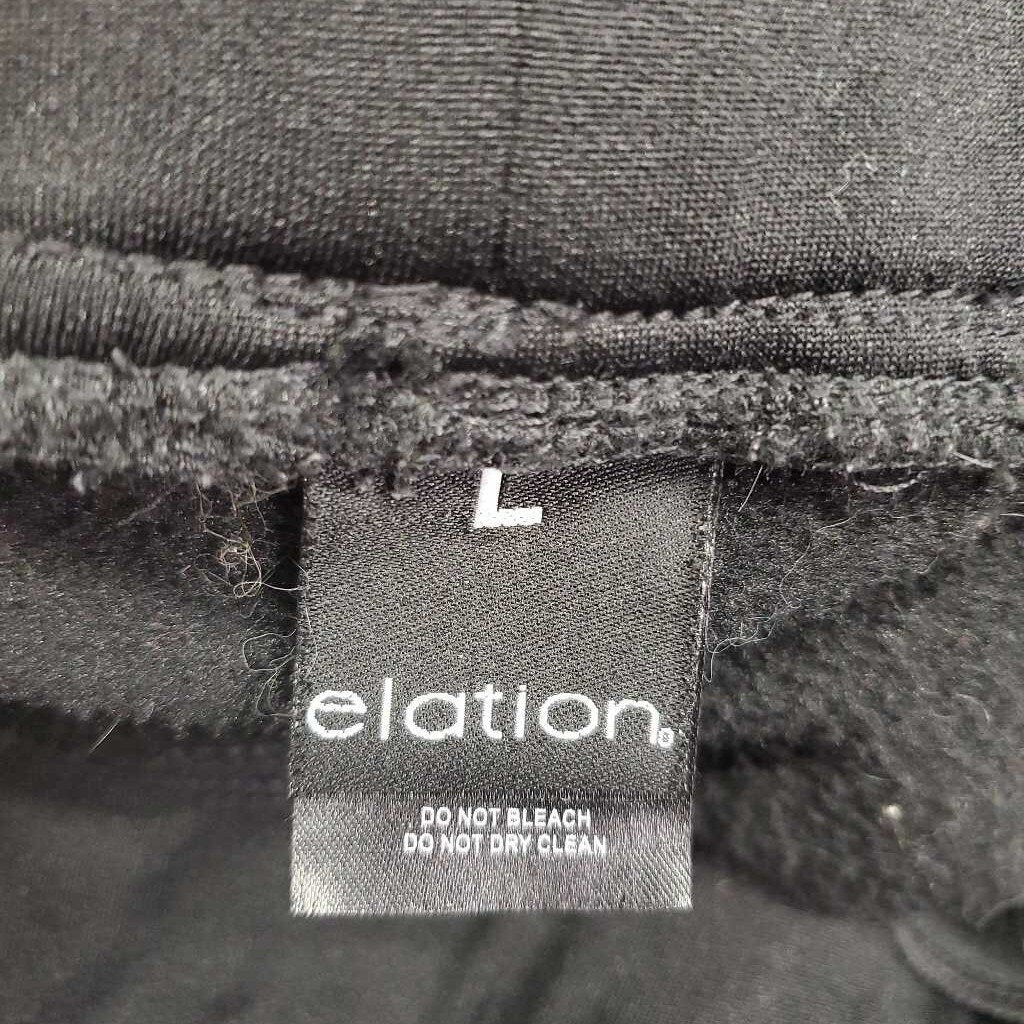 L
elation
DO NOT BLEACH
DO NOT DRY CLEAN